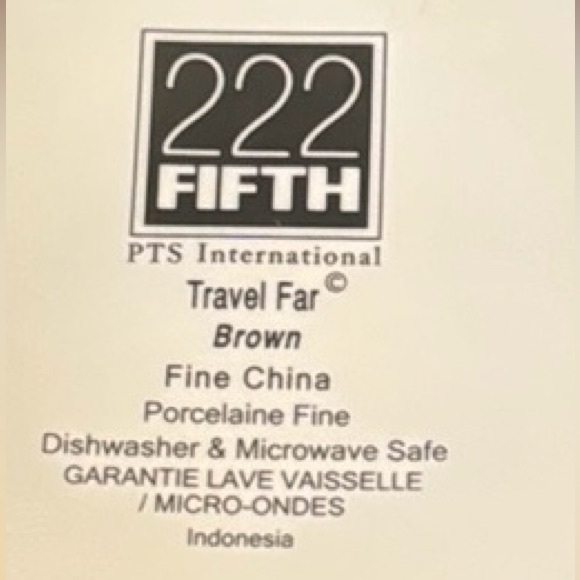 222
FIFTH
PTS International
Travel Far©
Brown
Fine China
Porcelaine Fine
Dishwasher & Microwave Safe
GARANTIE LAVE VAISSELLE
/ MICRO-ONDES
Indonesia